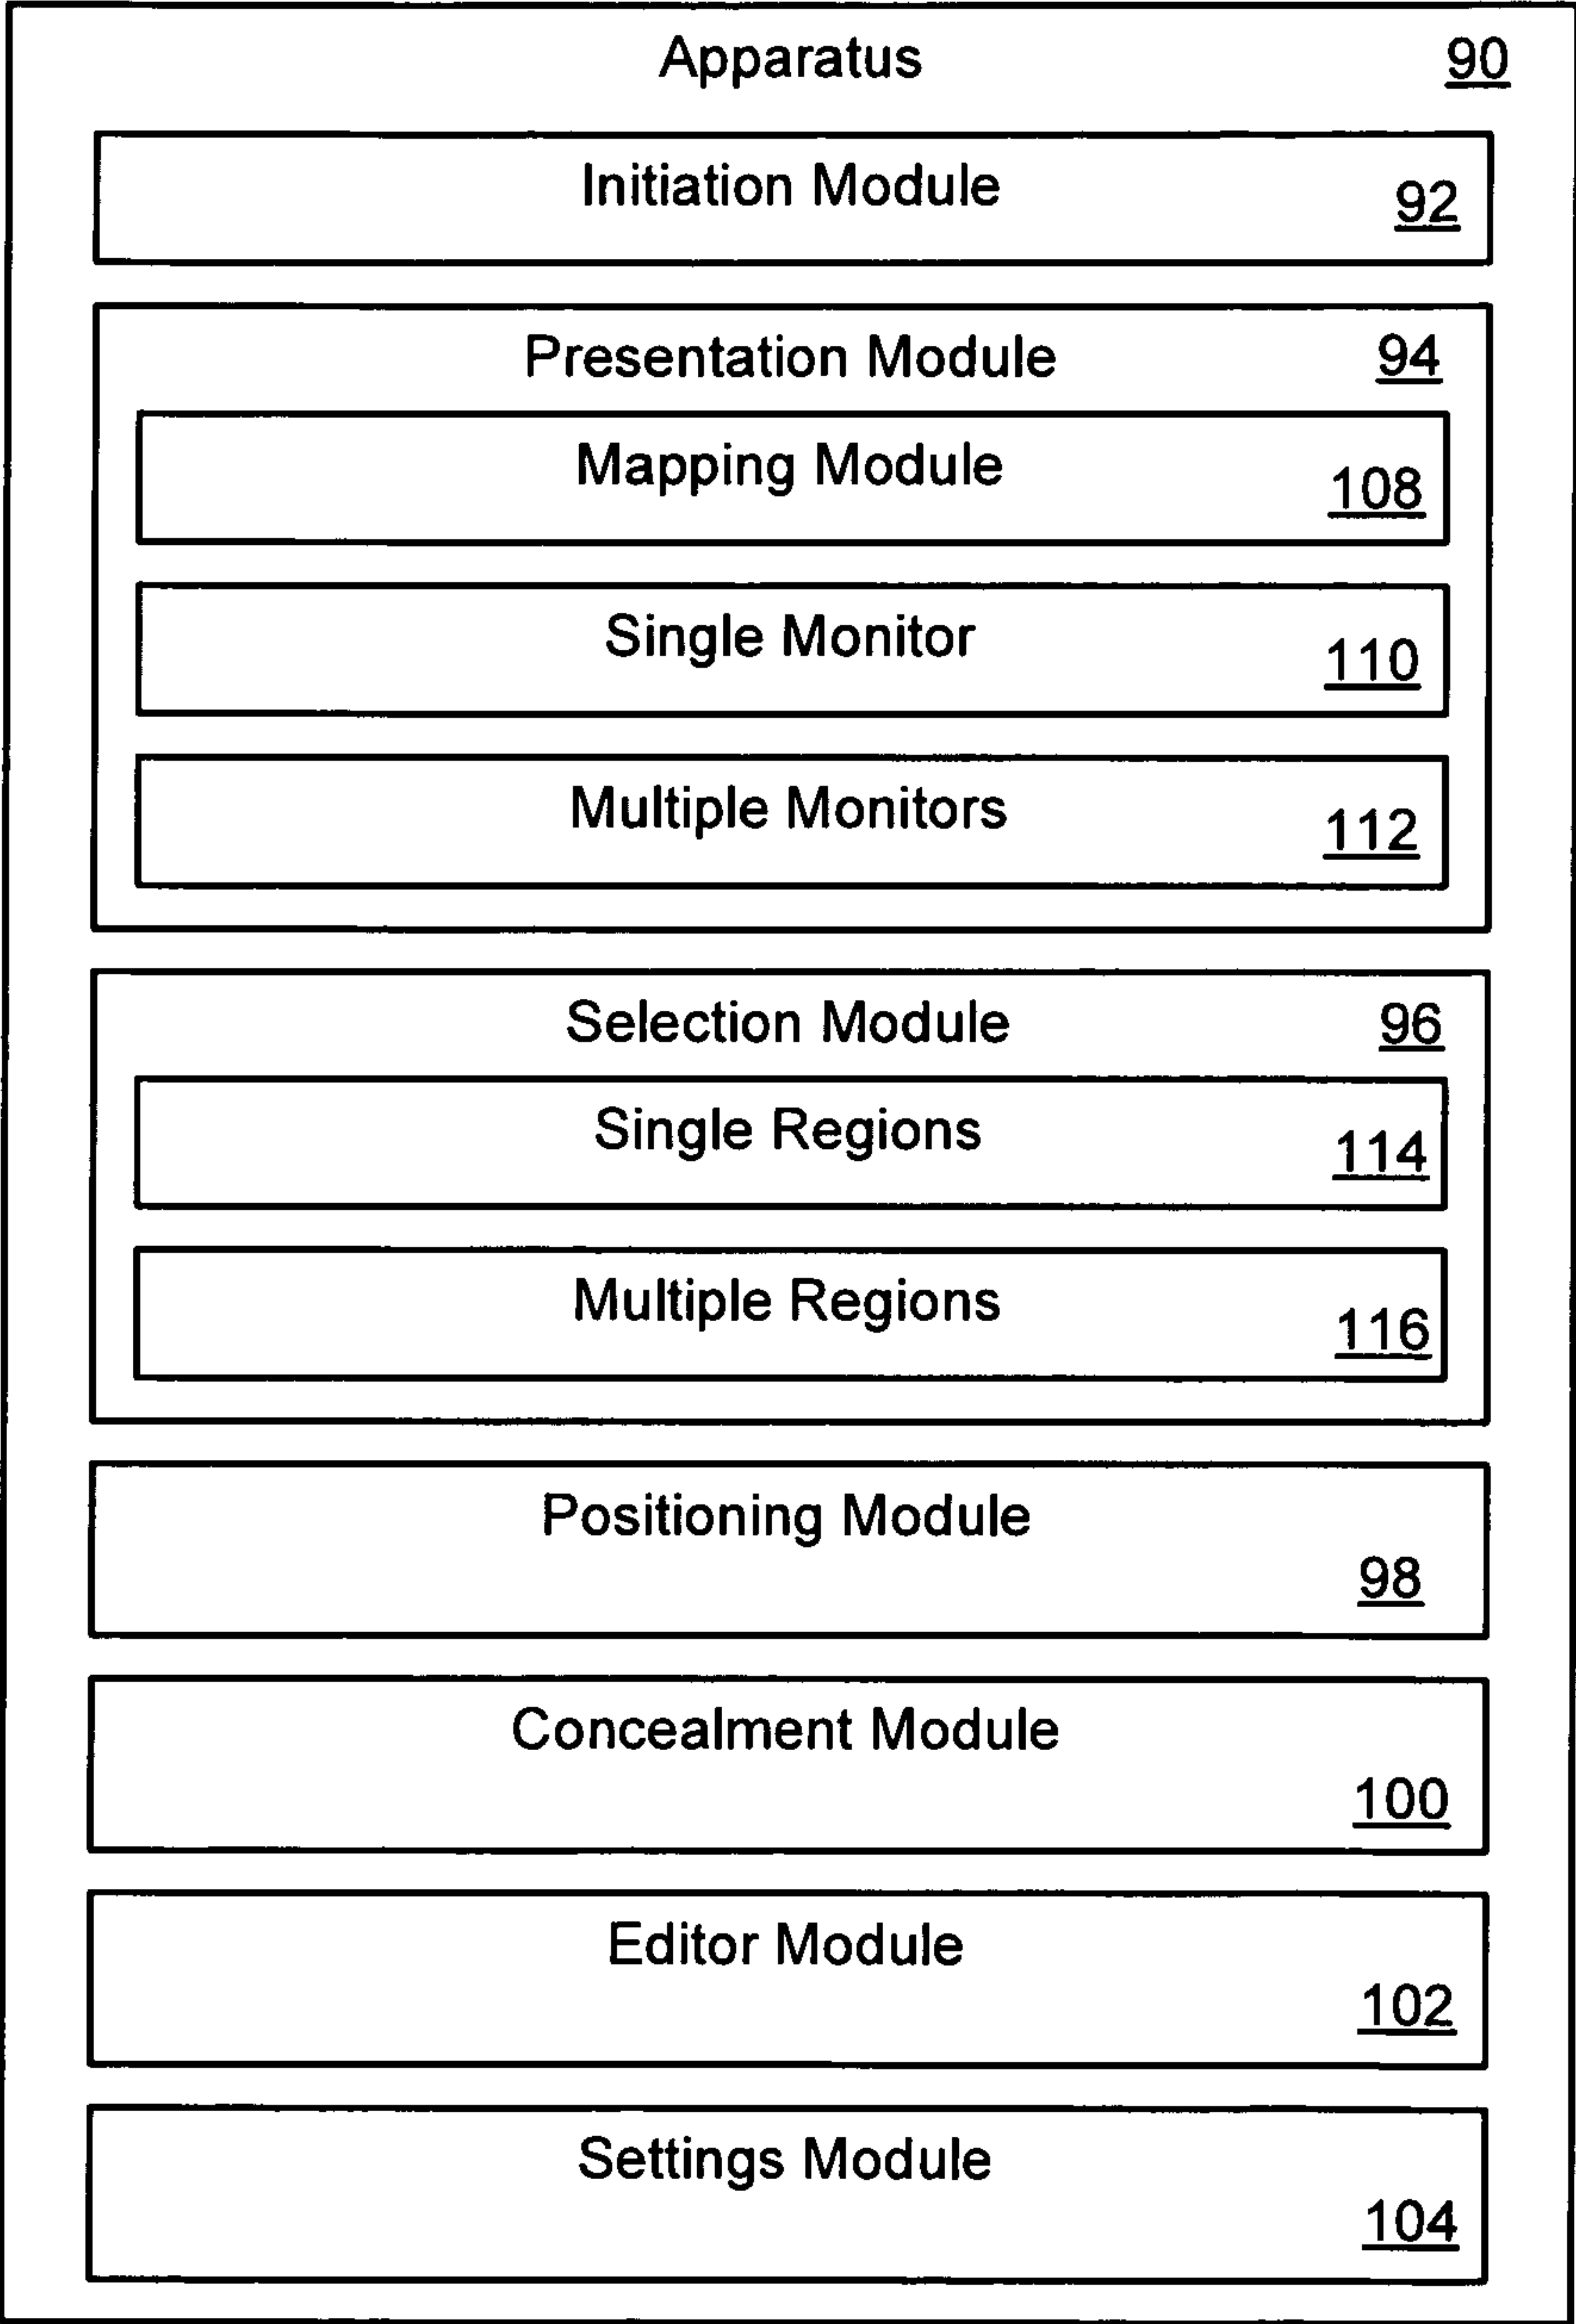 Apparatus 90
Initiation Module 92
Presentation Module 94
Mapping Module 108
Single Monitor 110
Multiple Monitors 112
Selection Module 96
Single Regions 114
Multiple Regions 116
Positioning Module 98
Concealment Module 100
Editor Module 102
Settings Module 104